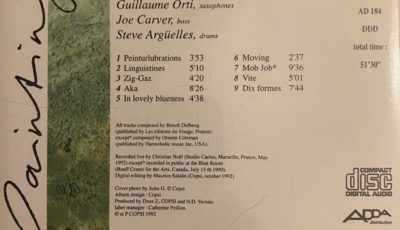 Paintings
Guillaume Orti, saxophones
Joe Carver, bass
Steve Argüelles, drums
AD 184
DDD
total time :
51'30"
1 Peinturlubrations 3'53
2 Linguistines 5'10
3 Zig-Gaz 4'20
4 Aka 8'26
5 In lovely blueness 4'38
6 Moving 2'37
7 Mob Job* 9'36
8 Vite 5'01
9 Dix formes 7'44
All tracks composed by Benoît Delbecq
(published by Les éditions du Visage, France).
except* composed by Ornette Coleman
(published by Harmolodic music Inc, USA).
Recorded live by Christian Noël (Studio Cactus, Marseille, France, May
1992) except* recorded in public at the Blue Room
(Banff Center for the Arts, Canada, July 13 th 1990).
Digital editing by Maurice Salaün (Copsi, october 1992)
Cover photo by Jules G, © Copsi
Album design : Copsi
Produced by Deux Z, COPSI and H.D. Vernier.
label manager : Catherine Peillon.
© et P COPSI 1992
COMPACT
disc
DIGITAL AUDIO
ADDA
distribution